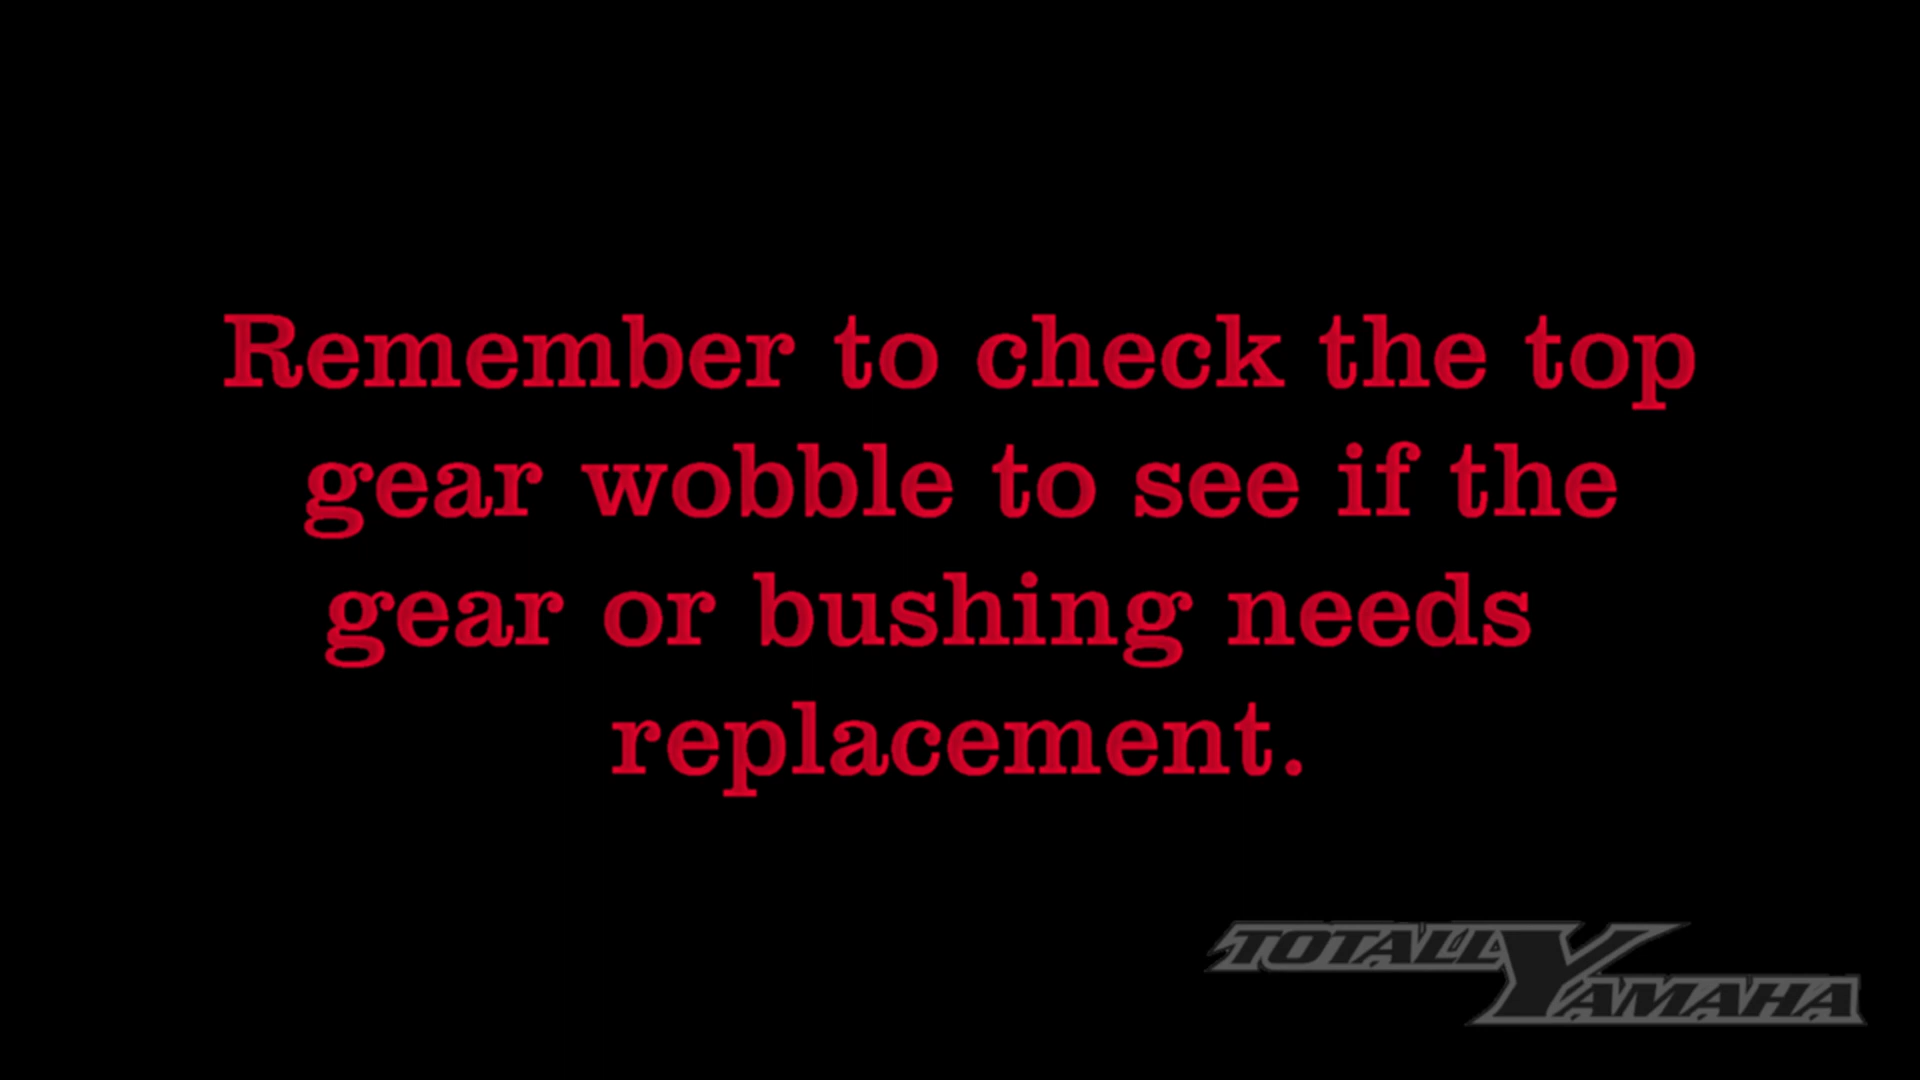 Remember to check the top
gear wobble to see if the
gear or bushing needs
replacement.
TOTALLY
YAMAHA